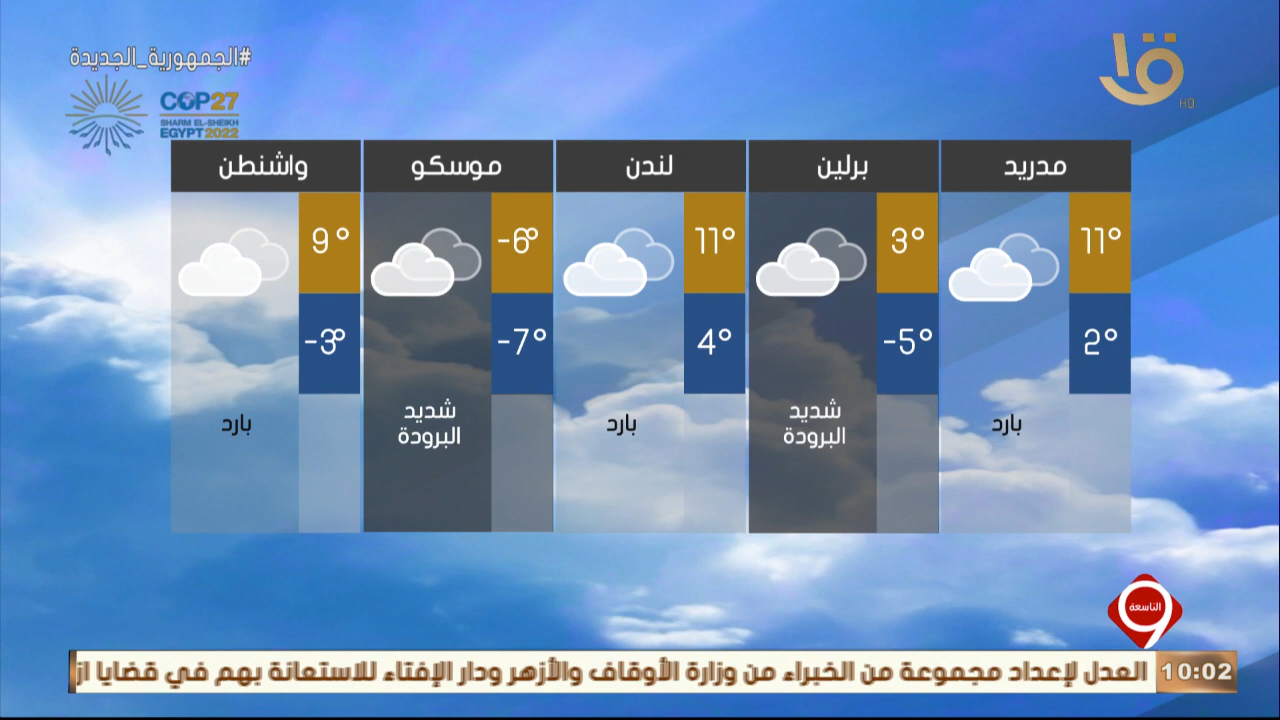 #الجمهورية_الجديدة
COP27
SHARM EL-SHEIKH
EGYPT 2022
HD
مدريد
11°
2°
بارد
برلين
3°
-5°
شديد
البرودة
لندن
11°
4°
بارد
موسكو
-6°
-7°
شديد
البرودة
واشنطن
9°
-3°
بارد
التاسعة
9
10:02
العدل لإعداد مجموعة من الخبراء من وزارة الأوقاف والأزهر ودار الإفتاء للاستعانة بهم في قضايا